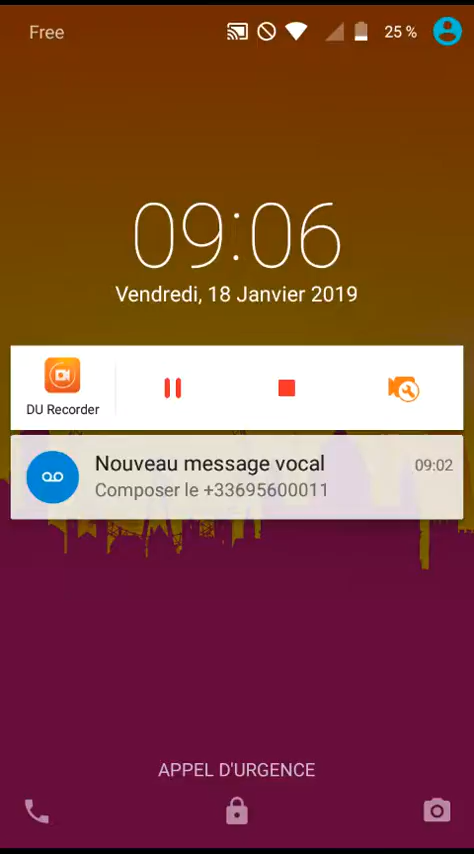 Free
25 %
09:06
Vendredi, 18 Janvier 2019
DU Recorder
Nouveau message vocal
09:02
Composer le +33695600011
APPEL D'URGENCE